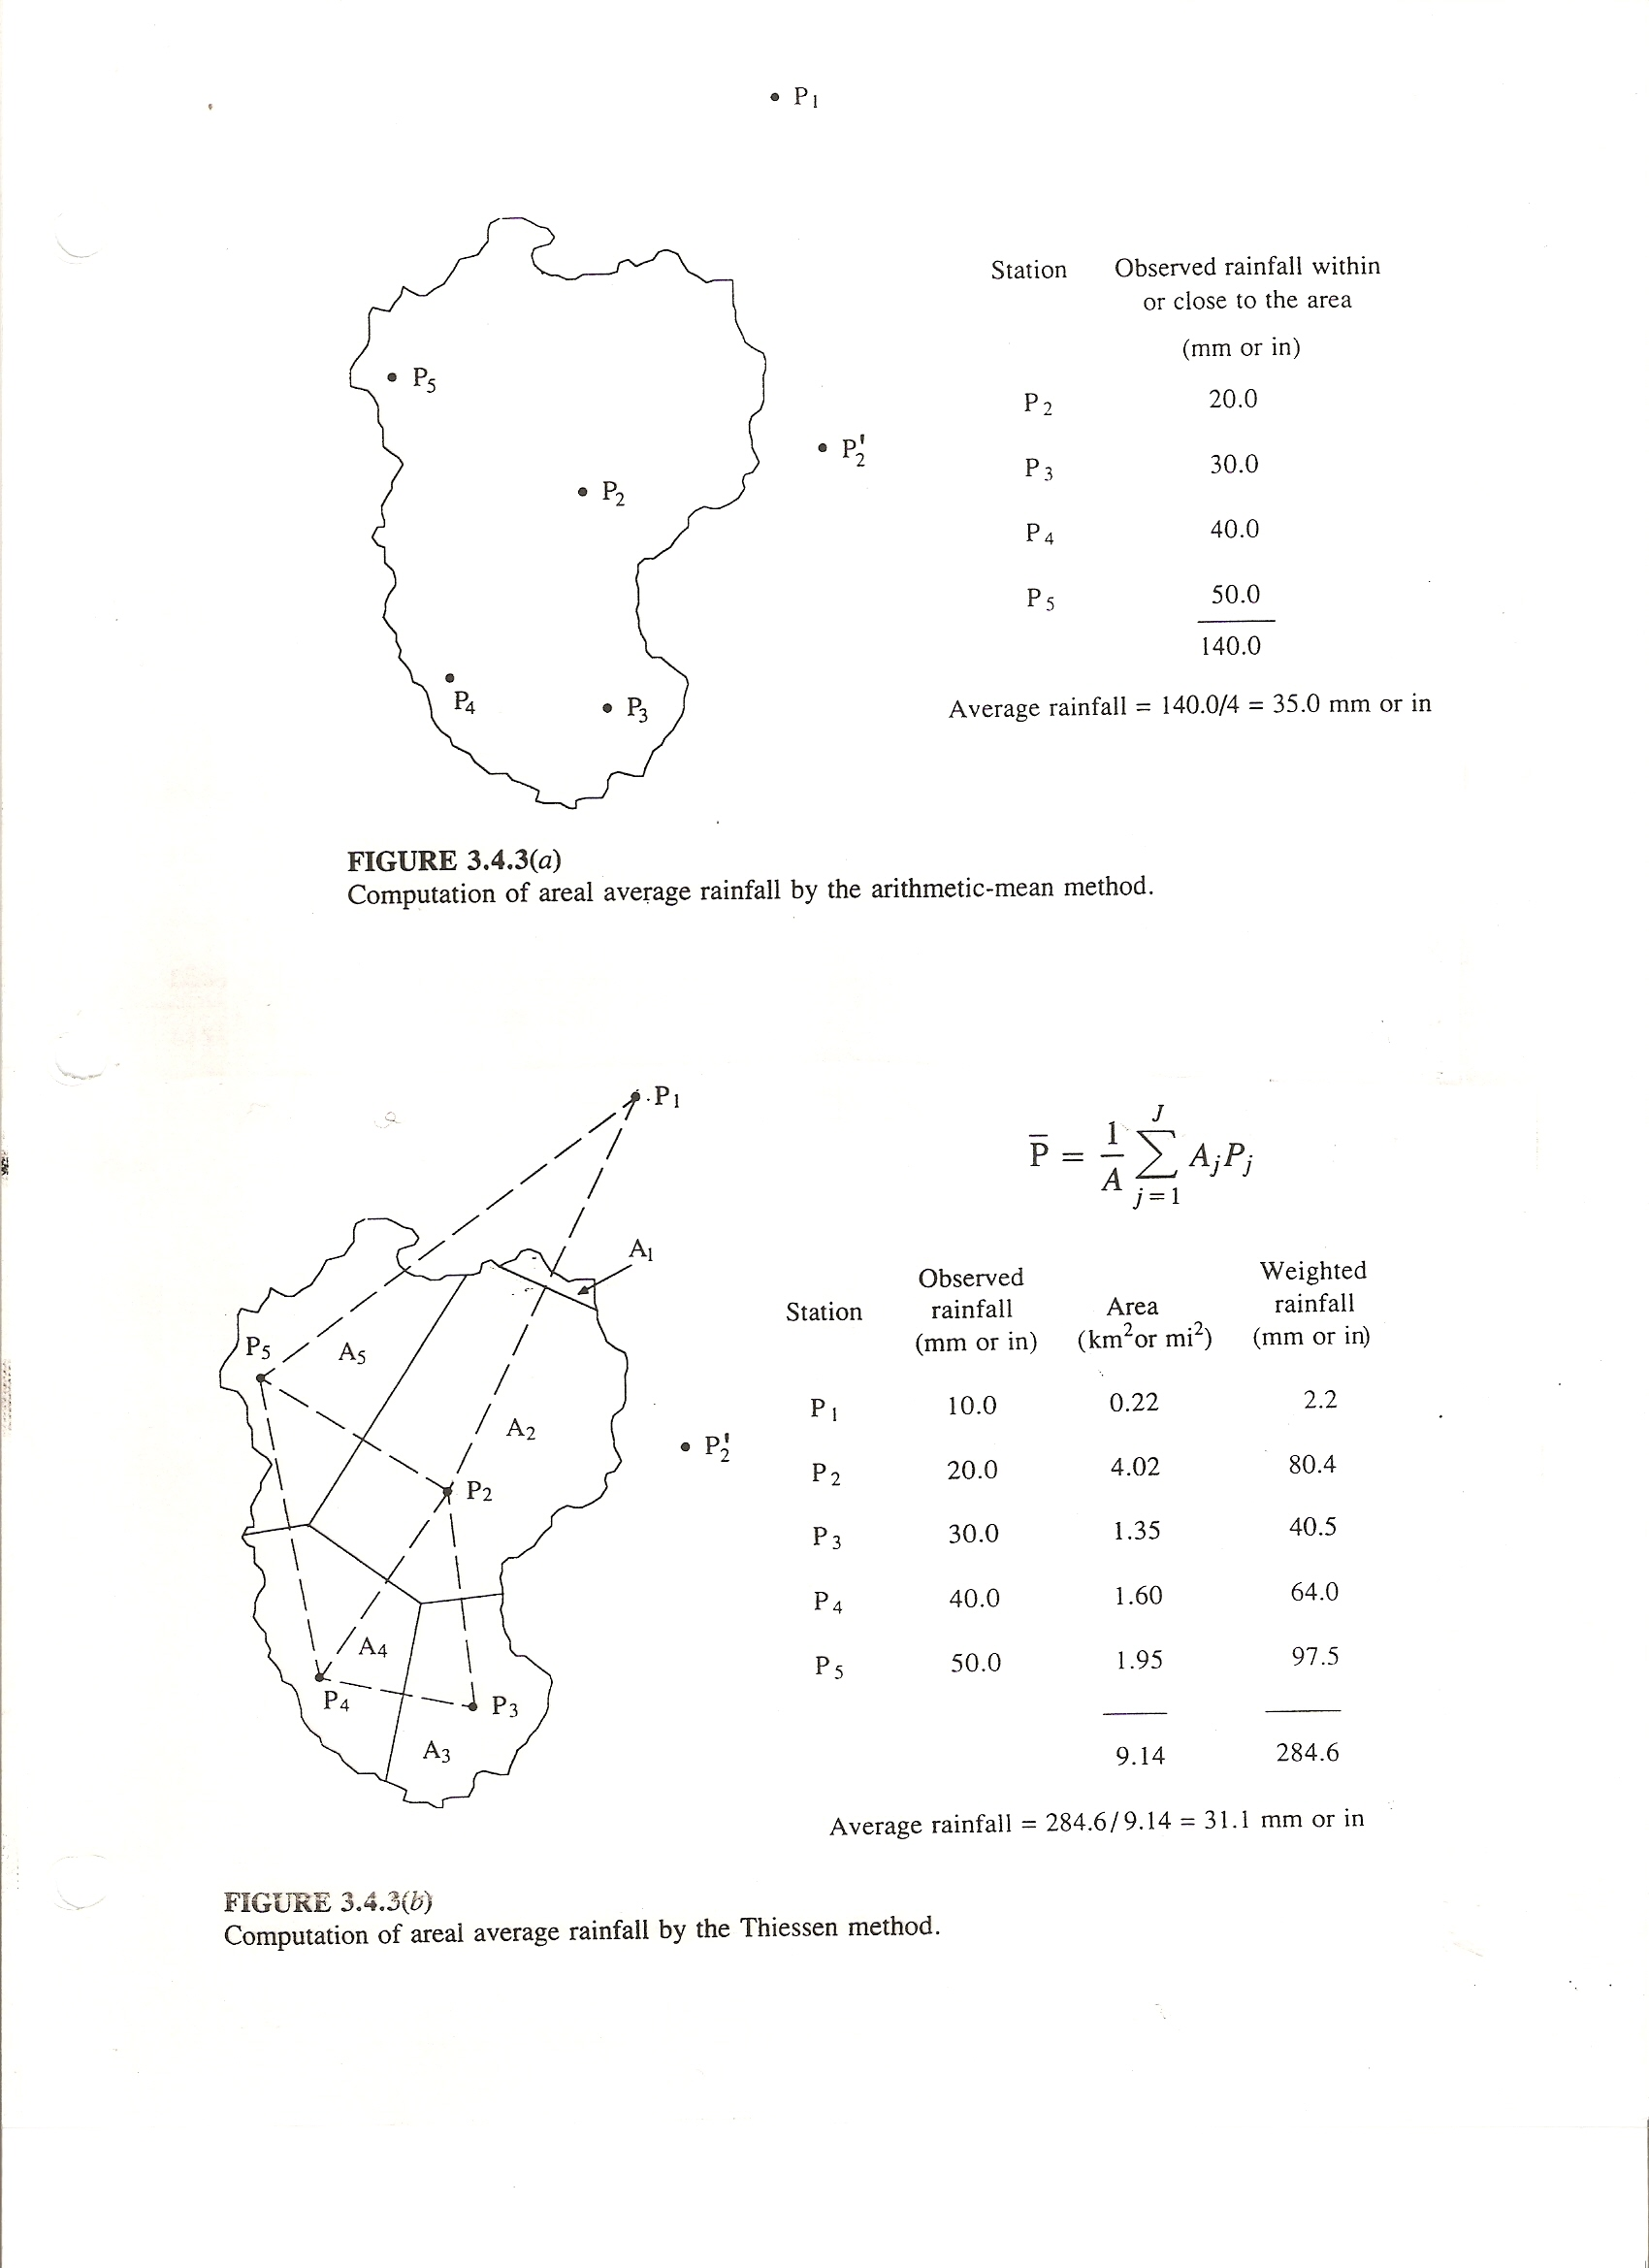 • P₁
• P₅
• P₂'
• P₂
P₄
• P₃
Station Observed rainfall within
or close to the area
(mm or in)
P₂ 20.0
P₃ 30.0
P₄ 40.0
P₅ 50.0
140.0
Average rainfall = 140.0/4 = 35.0 mm or in
FIGURE 3.4.3(a)
Computation of areal average rainfall by the arithmetic-mean method.
P₁
A₁
P₅
A₅
A₂
• P₂'
P₂
A₄
P₄
P₃
A₃
P̅ = 1/A ∑ j=1 J AⱼPⱼ
Observed Weighted
Station rainfall Area rainfall
(mm or in) (km² or mi²) (mm or in)
P₁ 10.0 0.22 2.2
P₂ 20.0 4.02 80.4
P₃ 30.0 1.35 40.5
P₄ 40.0 1.60 64.0
P₅ 50.0 1.95 97.5
9.14 284.6
Average rainfall = 284.6/9.14 = 31.1 mm or in
FIGURE 3.4.3(b)
Computation of areal average rainfall by the Thiessen method.